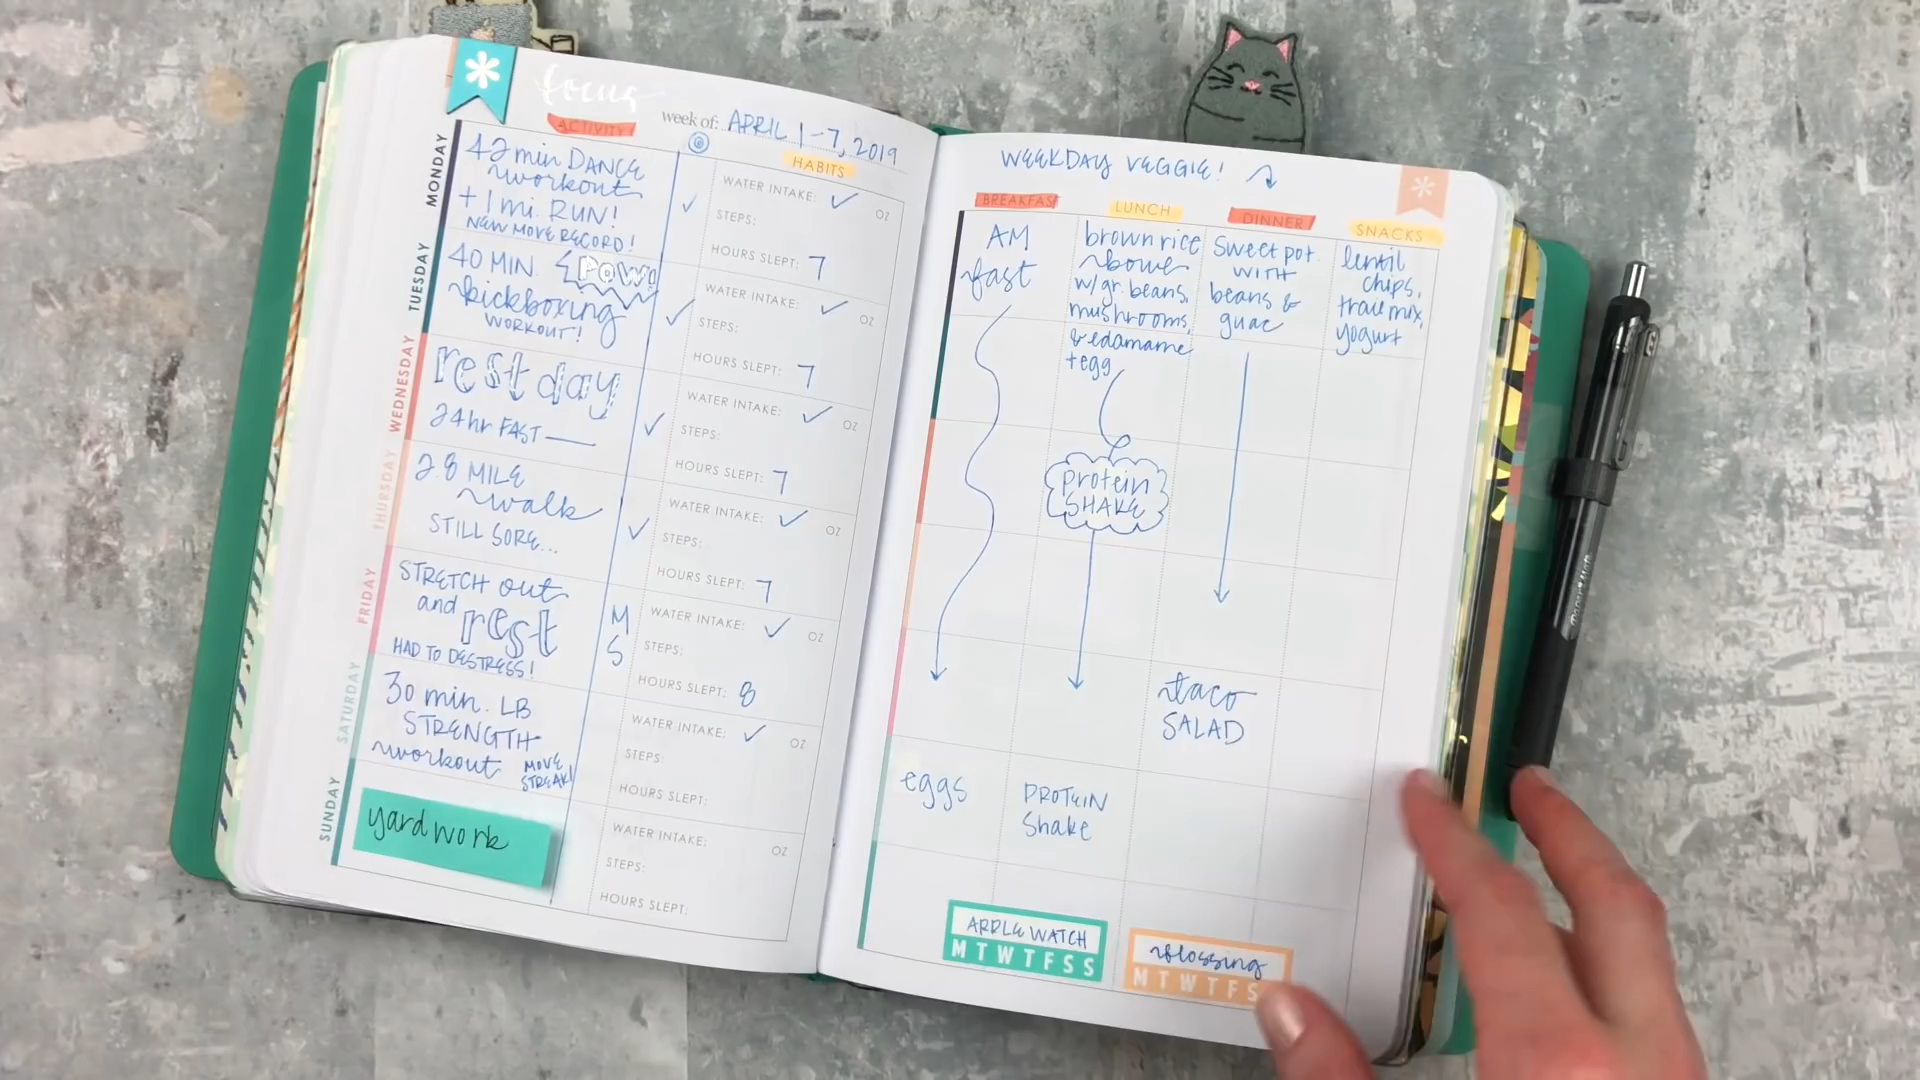 focus
ACTIVITY
week of: APRIL 1-7, 2019
HABITS
MONDAY
42 min DANCE
workout
+ 1 mi. RUN!
NEW MOVE RECORD!
WATER INTAKE: ✓ OZ
STEPS:
HOURS SLEPT: 7
TUESDAY
40 MIN. POW!
kickboxing
WORKOUT!
WATER INTAKE: ✓ OZ
STEPS:
HOURS SLEPT: 7
WEDNESDAY
rest day
24 hr FAST
WATER INTAKE: ✓ OZ
STEPS:
HOURS SLEPT: 7
THURSDAY
2.8 MILE
walk
STILL SORE...
WATER INTAKE: ✓ OZ
STEPS:
HOURS SLEPT: 7
FRIDAY
STRETCH out
and rest
HAD TO DESTRESS!
M
S
WATER INTAKE: ✓ OZ
STEPS:
HOURS SLEPT: 8
SATURDAY
30 min. LB
STRENGTH
workout MOVE
STREAK!
WATER INTAKE: ✓ OZ
STEPS:
HOURS SLEPT:
SUNDAY
yardwork
WATER INTAKE: OZ
STEPS:
HOURS SLEPT:
WEEKDAY VEGGIE!
BREAKFAST
LUNCH
DINNER
SNACKS
AM
fast
brown rice
bowl
w/gr. beans,
mushrooms,
& edamame
+ egg
sweet pot.
WITH
beans &
guac
lentil
chips,
trail mix,
yogurt
protein
SHAKE
taco
SALAD
eggs
PROTEIN
Shake
APPLE WATCH
M T W T F S S
flossing
M T W T F S